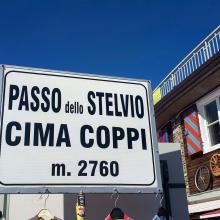 PASSO dello STELVIO
CIMA COPPI
m. 2760